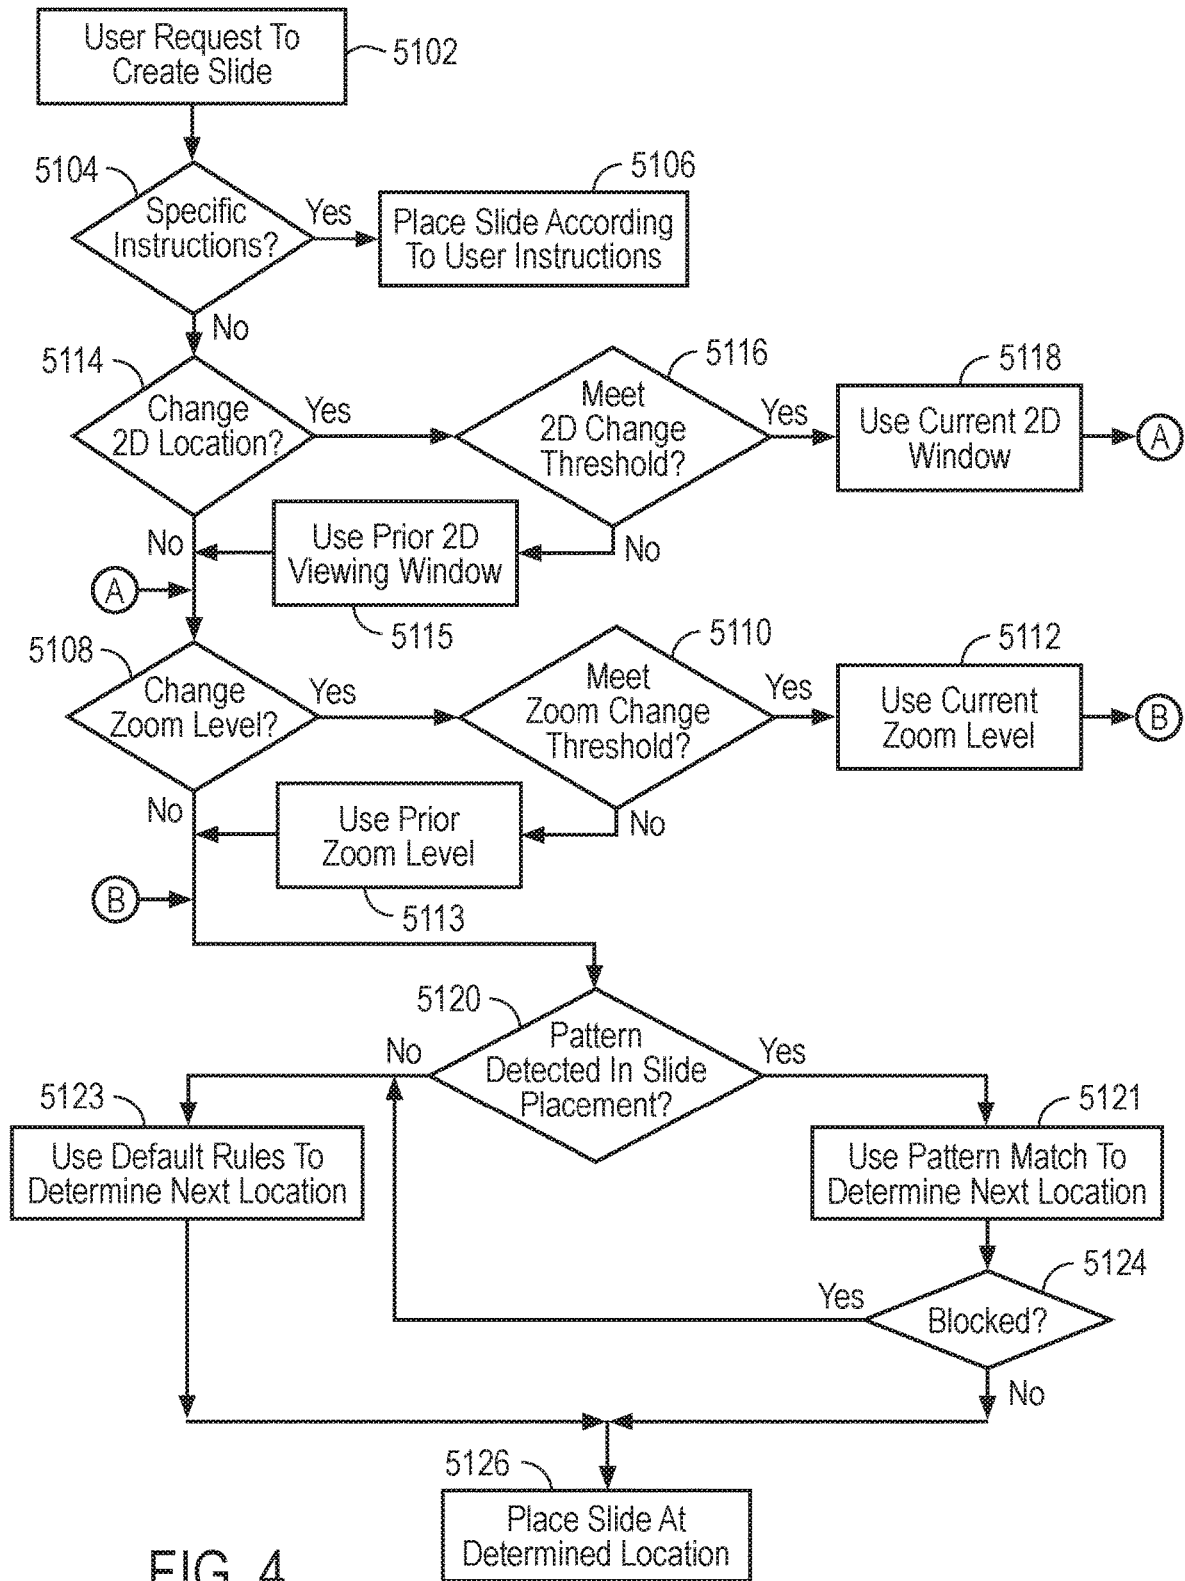 User Request To
Create Slide
5102
5104
Specific
Instructions?
Yes
5106
Place Slide According
To User Instructions
No
5114
Change
2D Location?
Yes
5116
Meet
2D Change
Threshold?
Yes
5118
Use Current 2D
Window
A
No
Use Prior 2D
Viewing Window
No
A
5115
5108
Change
Zoom Level?
Yes
5110
Meet
Zoom Change
Threshold?
Yes
5112
Use Current
Zoom Level
B
No
Use Prior
Zoom Level
No
B
5113
5120
Pattern
Detected In Slide
Placement?
No
Yes
5123
Use Default Rules To
Determine Next Location
5121
Use Pattern Match To
Determine Next Location
5124
Yes
Blocked?
No
5126
Place Slide At
Determined Location
FIG. 4